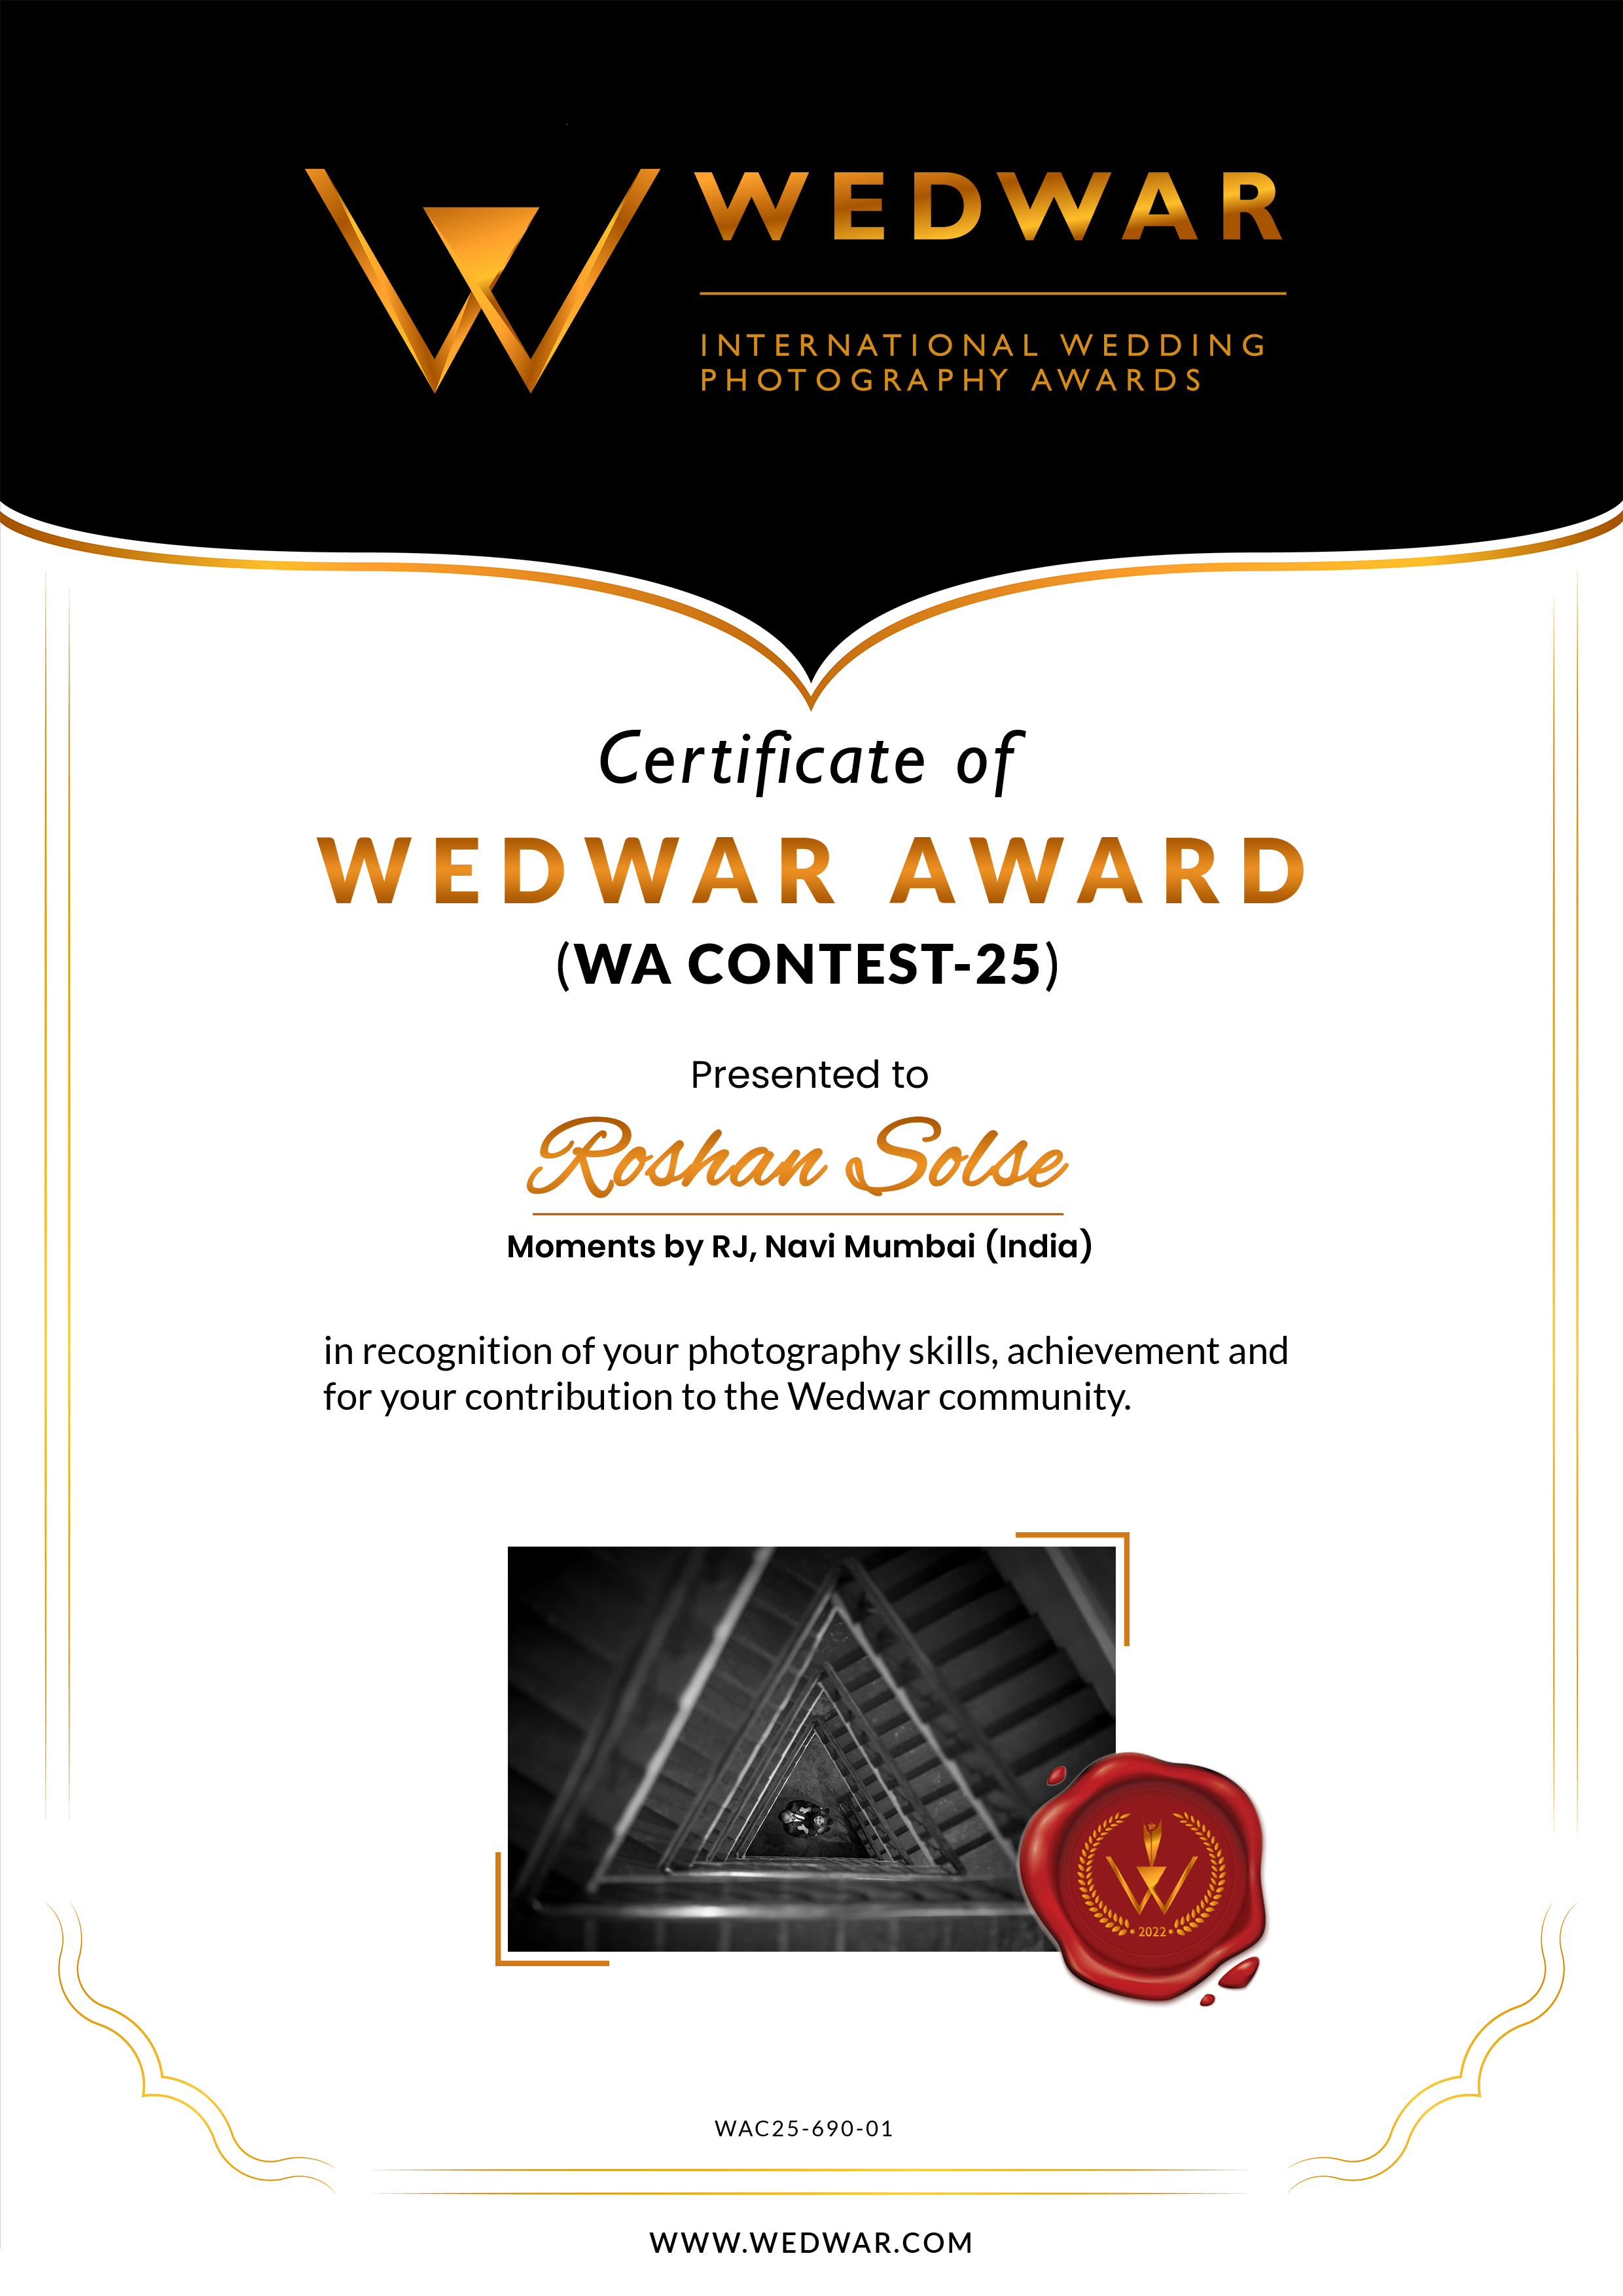 WEDWAR
INTERNATIONAL WEDDING
PHOTOGRAPHY AWARDS
Certificate of
WEDWAR AWARD
(WA CONTEST-25)
Presented to
Roshan Solse
Moments by RJ, Navi Mumbai (India)
in recognition of your photography skills, achievement and
for your contribution to the Wedwar community.
2022
WAC25-690-01
WWW.WEDWAR.COM